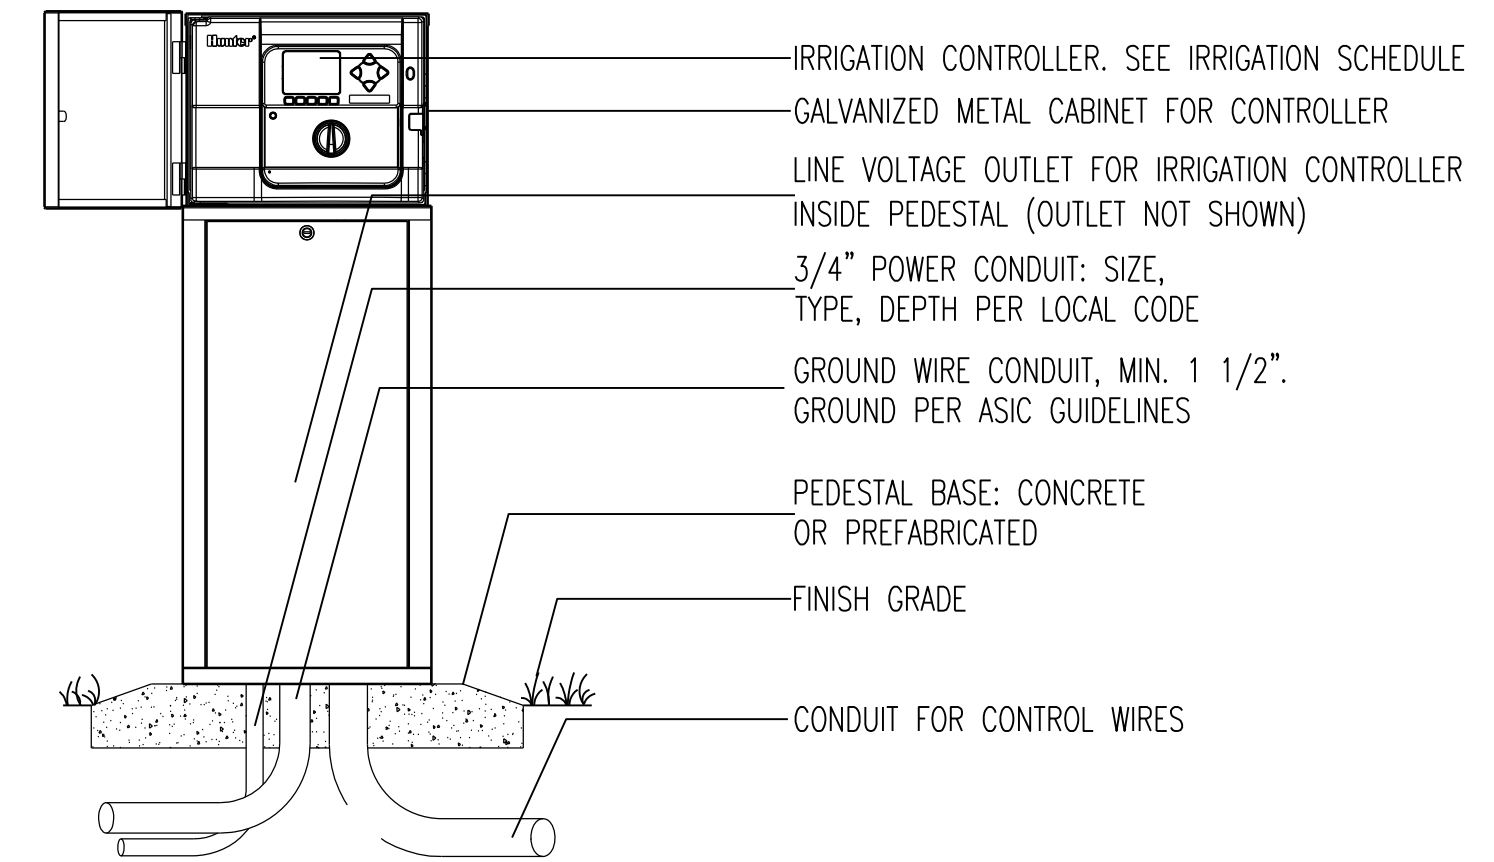 Hunter®
IRRIGATION CONTROLLER. SEE IRRIGATION SCHEDULE
GALVANIZED METAL CABINET FOR CONTROLLER
LINE VOLTAGE OUTLET FOR IRRIGATION CONTROLLER
INSIDE PEDESTAL (OUTLET NOT SHOWN)
3/4” POWER CONDUIT: SIZE,
TYPE, DEPTH PER LOCAL CODE
GROUND WIRE CONDUIT, MIN. 1 1/2”.
GROUND PER ASIC GUIDELINES
PEDESTAL BASE: CONCRETE
OR PREFABRICATED
FINISH GRADE
CONDUIT FOR CONTROL WIRES